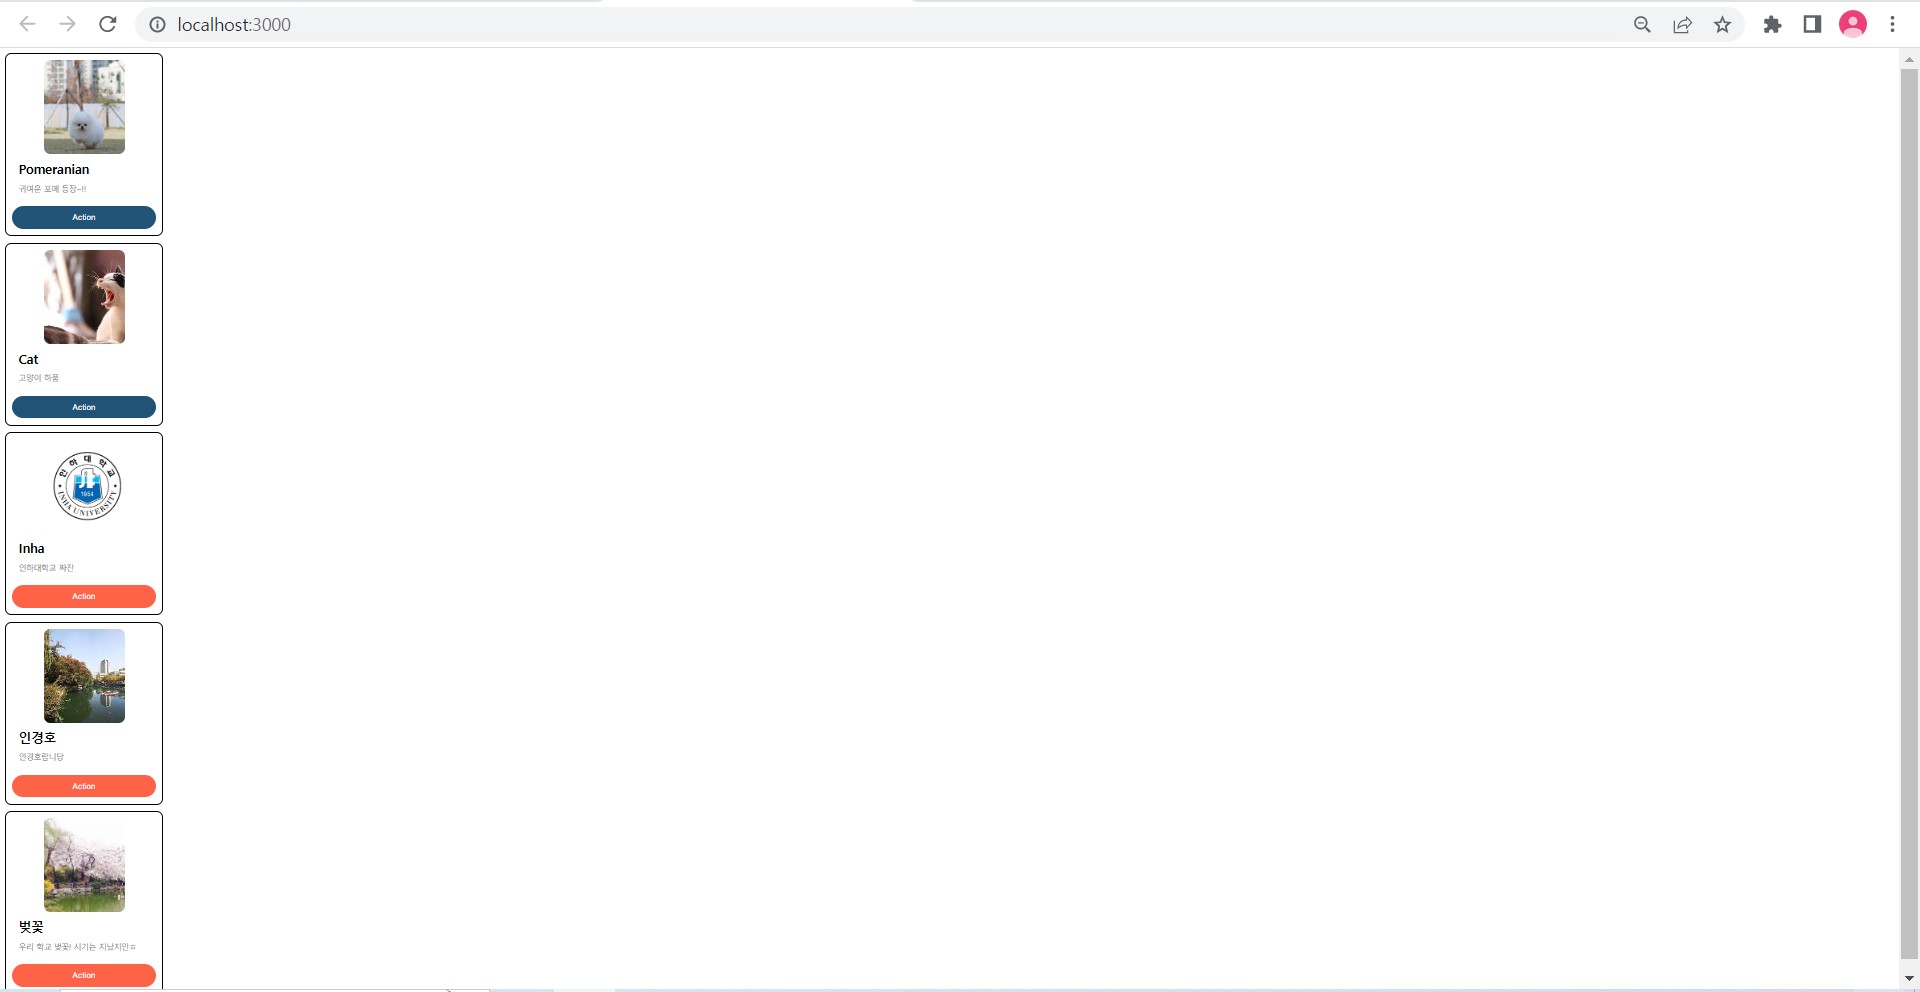 localhost:3000
Pomeranian
귀여운 포메 등장~!!
Action
Cat
고양이 하품
Action
인하대학교
INHA UNIVERSITY
1954
Inha
인하대학교 짜잔
Action
인경호
인경호랍니당
Action
벚꽃
우리 학교 벚꽃! 시기는 지났지만ㅎ
Action